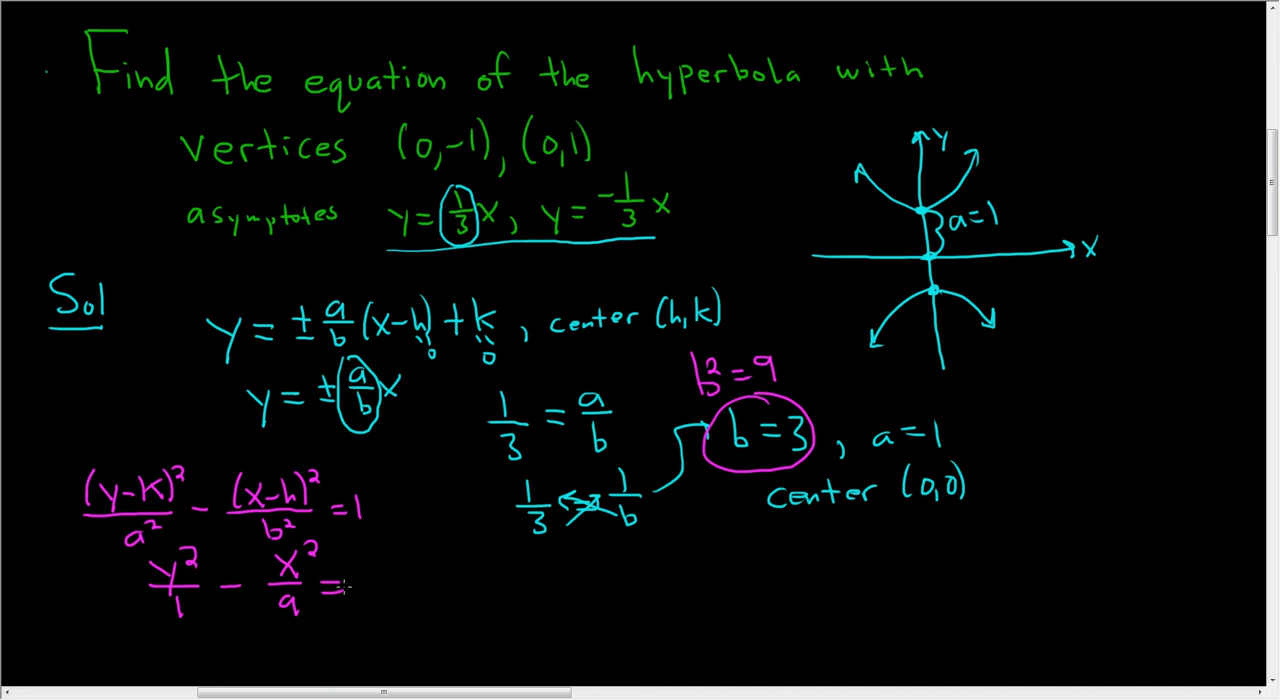 Find the equation of the hyperbola with
vertices (0,-1), (0,1)
asymptotes y = 1/3 x, y = -1/3 x
Y
a=1
X
Sol
y = ± a/b (x-h) + k, center (h,k)
0 0
y = ± a/b x
1/3 = a/b
b² = 9
b = 3, a = 1
1/3 = 1/b
center (0,0)
(y-k)²/a² - (x-h)²/b² = 1
y²/1 - x²/9 =